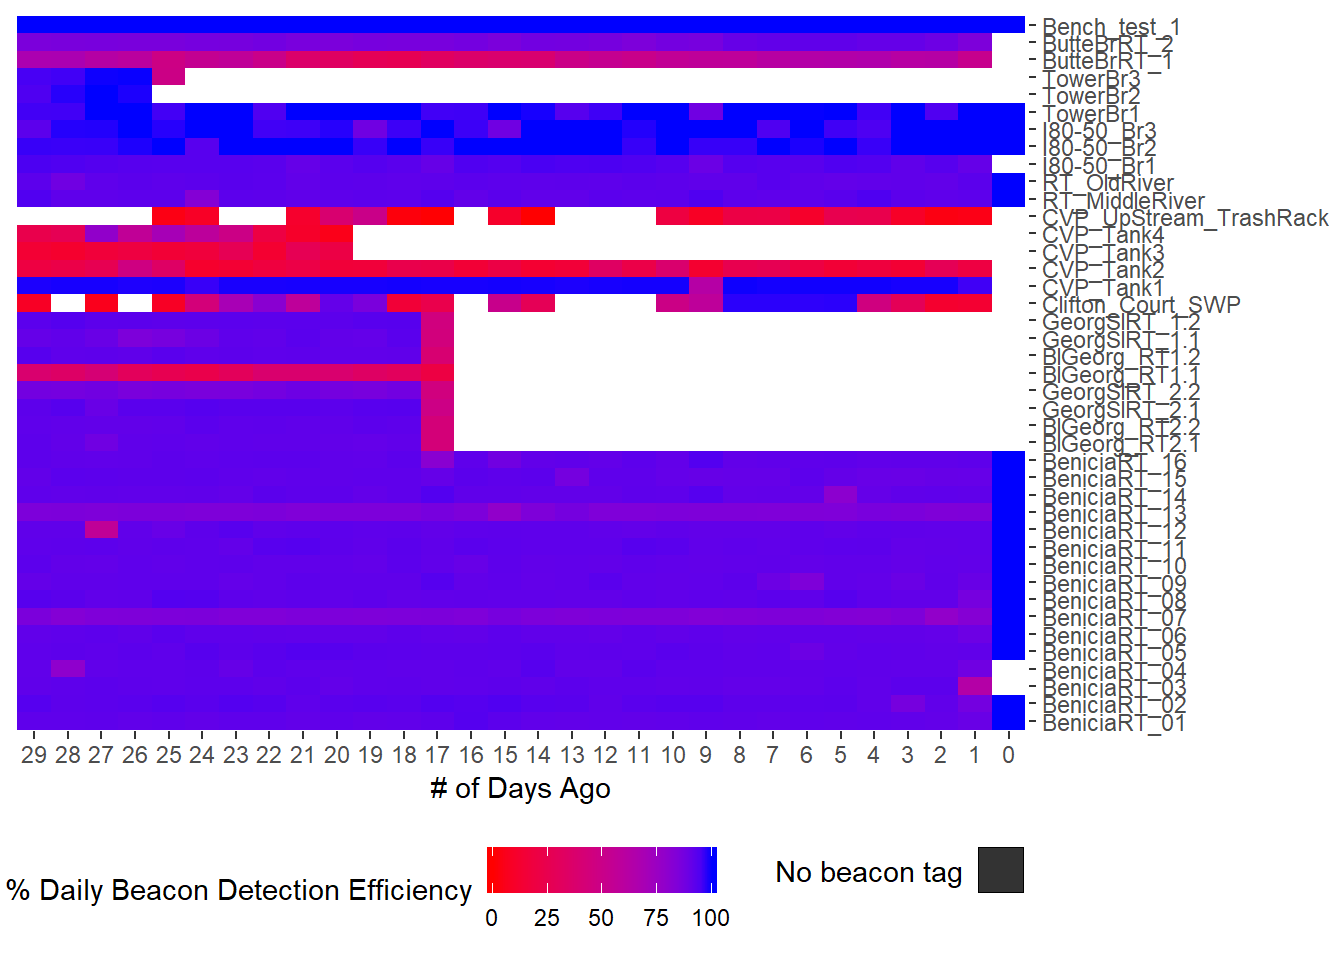 Bench_test_1
ButteBrRT_2
ButteBrRT_1
TowerBr3
TowerBr2
TowerBr1
I80-50_Br3
I80-50_Br2
I80-50_Br1
RT_OldRiver
RT_MiddleRiver
CVP_UpStream_TrashRack
CVP_Tank4
CVP_Tank3
CVP_Tank2
CVP_Tank1
Clifton_Court_SWP
GeorgSlRT_1.2
GeorgSlRT_1.1
BlGeorg_RT1.2
BlGeorg_RT1.1
GeorgSlRT_2.2
GeorgSlRT_2.1
BlGeorg_RT2.2
BlGeorg_RT2.1
BeniciaRT_16
BeniciaRT_15
BeniciaRT_14
BeniciaRT_13
BeniciaRT_12
BeniciaRT_11
BeniciaRT_10
BeniciaRT_09
BeniciaRT_08
BeniciaRT_07
BeniciaRT_06
BeniciaRT_05
BeniciaRT_04
BeniciaRT_03
BeniciaRT_02
BeniciaRT_01
29 28 27 26 25 24 23 22 21 20 19 18 17 16 15 14 13 12 11 10 9 8 7 6 5 4 3 2 1 0
# of Days Ago
% Daily Beacon Detection Efficiency
0 25 50 75 100
No beacon tag